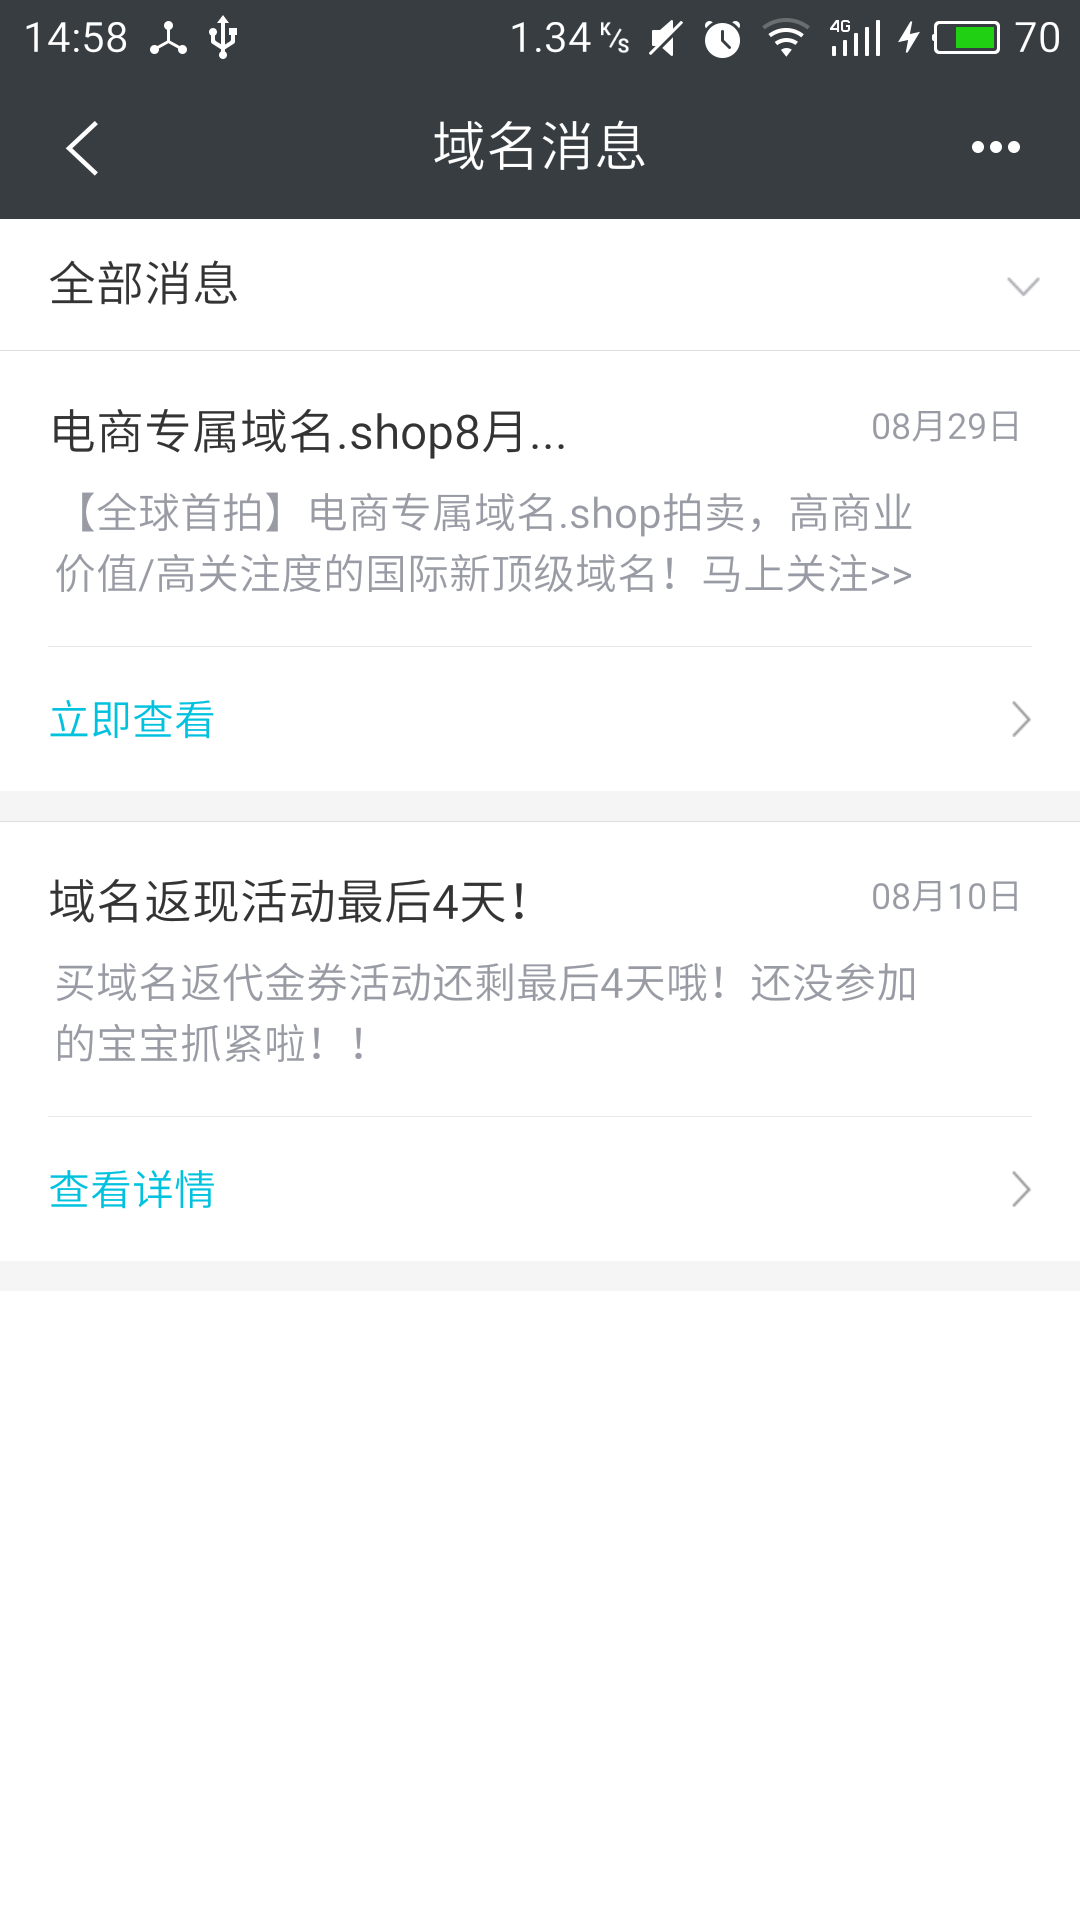 14:58 1.34 K/s 4G 70
域名消息
全部消息
电商专属域名.shop8月... 08月29日
【全球首拍】电商专属域名.shop拍卖，高商业
价值/高关注度的国际新顶级域名！马上关注>>
立即查看
域名返现活动最后4天！ 08月10日
买域名返代金券活动还剩最后4天哦！还没参加
的宝宝抓紧啦！！
查看详情